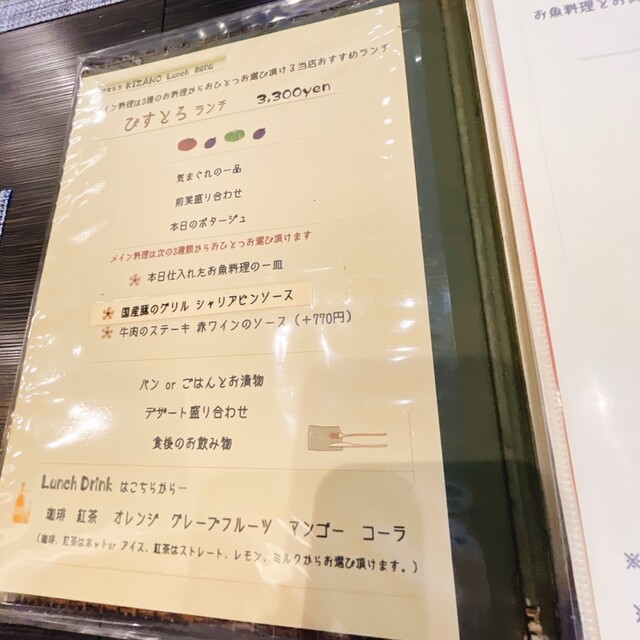 KIZANO Lunch menu
イン料理は3種のお料理からおひとつお選び頂ける当店おすすめランチ
びすとろ ランチ 3,300yen
気まぐれの一品
前菜盛り合わせ
本日のポタージュ
メイン料理は次の3種類からおひとつお選び頂けます
本日仕入れたお魚料理の一皿
国産豚のグリル シャリアピンソース
牛肉のステーキ 赤ワインのソース (+770円)
パン or ごはんとお漬物
デザート盛り合わせ
食後のお飲み物
Lunch Drink はこちらから…
珈琲 紅茶 オレンジ グレープフルーツ マンゴー コーラ
(珈琲、紅茶はホットor アイス、紅茶はストレート、レモン、ミルクからお選び頂けます。)
お魚料理とお
※